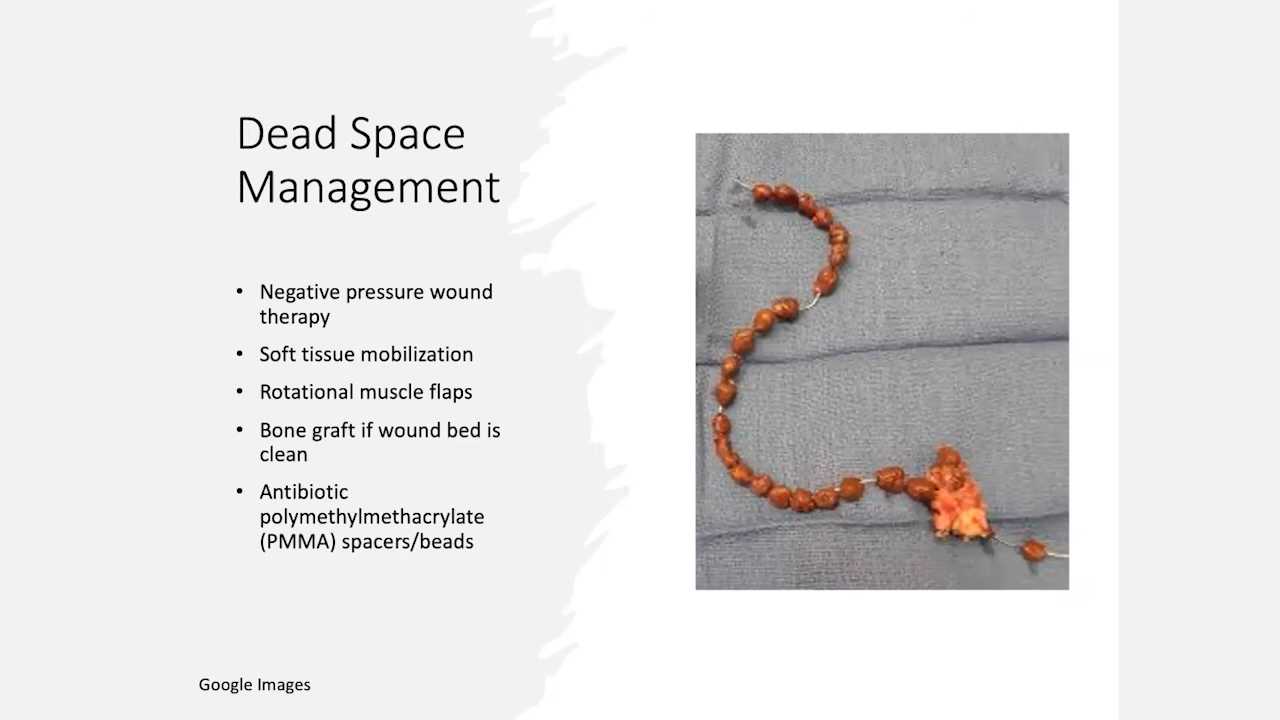 Dead Space
Management
• Negative pressure wound
therapy
• Soft tissue mobilization
• Rotational muscle flaps
• Bone graft if wound bed is
clean
• Antibiotic
polymethylmethacrylate
(PMMA) spacers/beads
Google Images